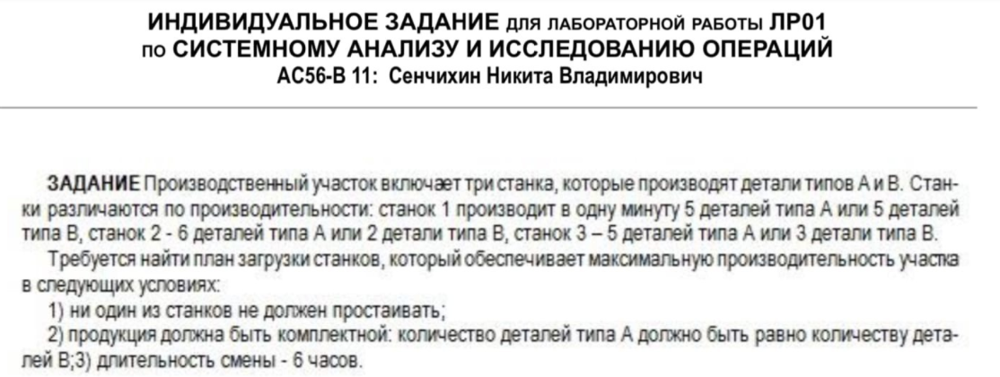 ИНДИВИДУАЛЬНОЕ ЗАДАНИЕ ДЛЯ ЛАБОРАТОРНОЙ РАБОТЫ ЛР01
ПО СИСТЕМНОМУ АНАЛИЗУ И ИССЛЕДОВАНИЮ ОПЕРАЦИЙ
АС56-В 11: Сенчихин Никита Владимирович
ЗАДАНИЕ Производственный участок включает три станка, которые производят детали типов А и В. Стан-
ки различаются по производительности: станок 1 производит в одну минуту 5 деталей типа А или 5 деталей
типа В, станок 2 - 6 деталей типа А или 2 детали типа В, станок 3 – 5 деталей типа А или 3 детали типа В.
Требуется найти план загрузки станков, который обеспечивает максимальную производительность участка
в следующих условиях:
1) ни один из станков не должен простаивать;
2) продукция должна быть комплектной: количество деталей типа А должно быть равно количеству дета-
лей В;3) длительность смены - 6 часов.